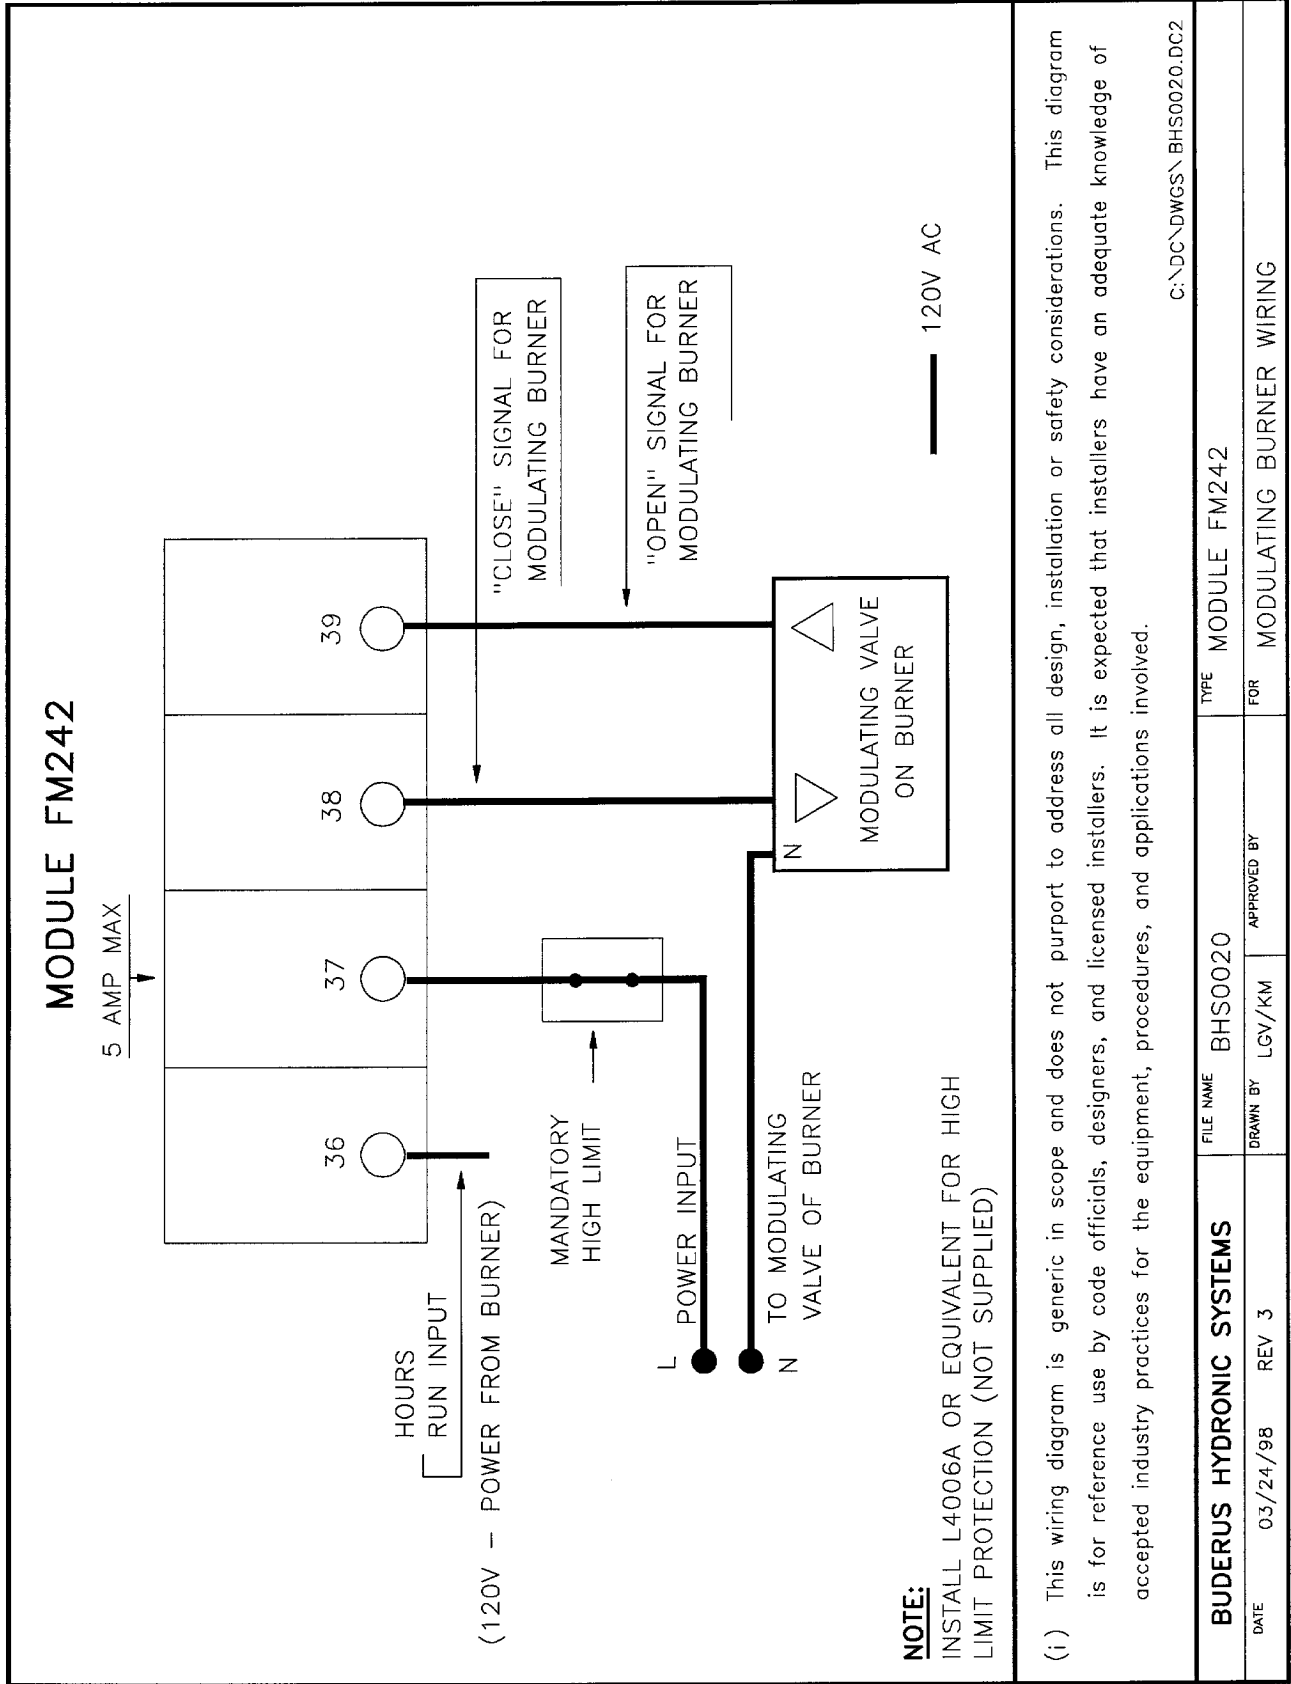 MODULE FM242
5 AMP MAX
36
37
38
39
HOURS
RUN INPUT
(120V – POWER FROM BURNER)
MANDATORY
HIGH LIMIT
"CLOSE" SIGNAL FOR
MODULATING BURNER
"OPEN" SIGNAL FOR
MODULATING BURNER
L
POWER INPUT
N
TO MODULATING
VALVE OF BURNER
N
MODULATING VALVE
ON BURNER
120V AC
NOTE:
INSTALL L4006A OR EQUIVALENT FOR HIGH
LIMIT PROTECTION (NOT SUPPLIED)
(i) This wiring diagram is generic in scope and does not purport to address all design, installation or safety considerations. This diagram
is for reference use by code officials, designers, and licensed installers. It is expected that installers have an adequate knowledge of
accepted industry practices for the equipment, procedures, and applications involved.
C:\DC\DWGS\BHS0020.DC2
BUDERUS HYDRONIC SYSTEMS
FILE NAME BHS0020
TYPE MODULE FM242
DATE 03/24/98 REV 3
DRAWN BY LGV/KM
APPROVED BY
FOR MODULATING BURNER WIRING